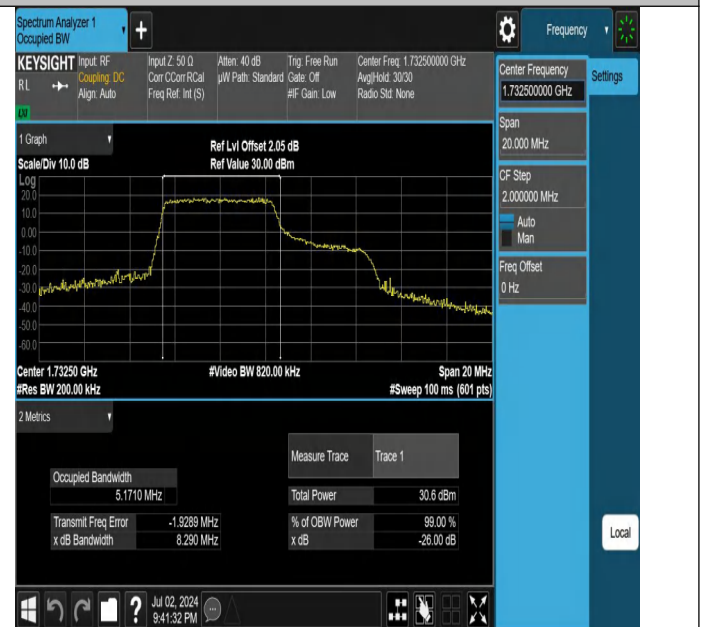 Spectrum Analyzer 1
Occupied BW
+
Frequency
KEYSIGHT
RL
Input: RF
Coupling: DC
Align: Auto
Input Z: 50 Ω
Corr CCorr RCal
Freq Ref: Int (S)
Atten: 40 dB
µW Path: Standard
Trig: Free Run
Gate: Off
#IF Gain: Low
Center Freq: 1.732500000 GHz
Avg|Hold: 30/30
Radio Std: None
LXI
1 Graph
Scale/Div 10.0 dB
Ref Lvl Offset 2.05 dB
Ref Value 30.00 dBm
Log
20.0
10.0
0.00
-10.0
-20.0
-30.0
-40.0
-50.0
-60.0
Center 1.73250 GHz
#Res BW 200.00 kHz
#Video BW 820.00 kHz
Span 20 MHz
#Sweep 100 ms (601 pts)
2 Metrics
Measure Trace Trace 1
Occupied Bandwidth
5.1710 MHz
Total Power 30.6 dBm
Transmit Freq Error -1.9289 MHz
% of OBW Power 99.00 %
x dB Bandwidth 8.290 MHz
x dB -26.00 dB
Center Frequency
1.732500000 GHz
Settings
Span
20.000 MHz
CF Step
2.000000 MHz
Auto
Man
Freq Offset
0 Hz
Local
?
Jul 02, 2024
9:41:32 PM